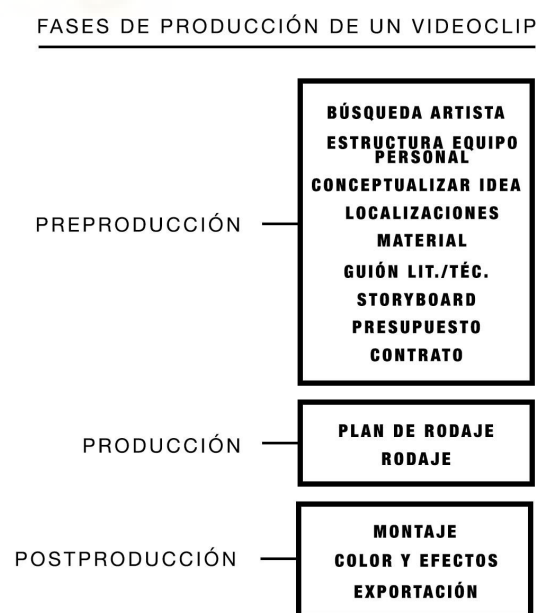 FASES DE PRODUCCIÓN DE UN VIDEOCLIP
PREPRODUCCIÓN
BÚSQUEDA ARTISTA
ESTRUCTURA EQUIPO
PERSONAL
CONCEPTUALIZAR IDEA
LOCALIZACIONES
MATERIAL
GUIÓN LIT./TÉC.
STORYBOARD
PRESUPUESTO
CONTRATO
PRODUCCIÓN
PLAN DE RODAJE
RODAJE
POSTPRODUCCIÓN
MONTAJE
COLOR Y EFECTOS
EXPORTACIÓN